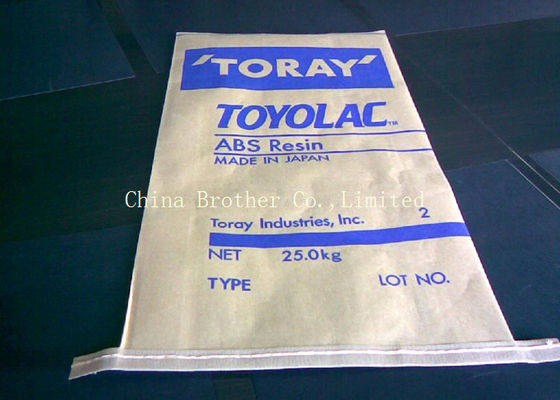 'TORAY'
TOYOLAC™
ABS Resin
MADE IN JAPAN
China Brother Co.,Limited
Toray Industries, Inc. 2
NET 25.0kg
TYPE LOT NO.